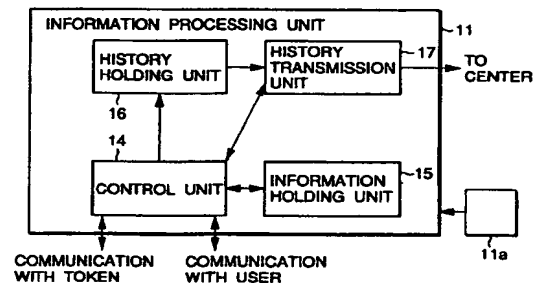 INFORMATION PROCESSING UNIT
11
HISTORY
HOLDING UNIT
16
HISTORY
TRANSMISSION
UNIT
17
TO
CENTER
14
CONTROL UNIT
INFORMATION
HOLDING UNIT
15
11a
COMMUNICATION
WITH TOKEN
COMMUNICATION
WITH USER